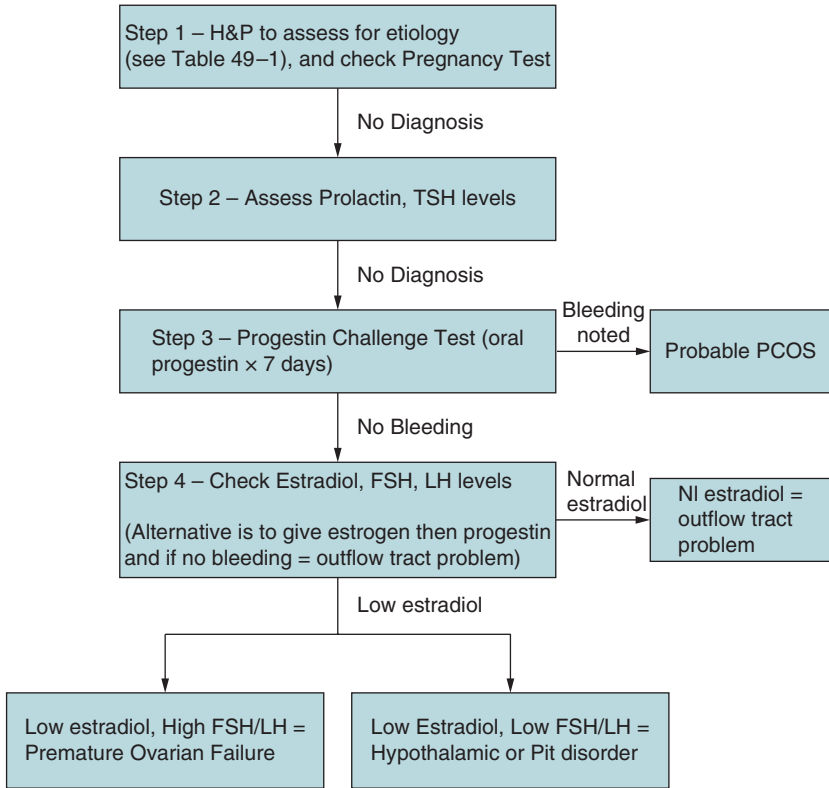 Step 1 – H&P to assess for etiology
(see Table 49–1), and check Pregnancy Test
No Diagnosis
Step 2 – Assess Prolactin, TSH levels
No Diagnosis
Step 3 – Progestin Challenge Test (oral
progestin × 7 days)
Bleeding
noted
Probable PCOS
No Bleeding
Step 4 – Check Estradiol, FSH, LH levels
(Alternative is to give estrogen then progestin
and if no bleeding = outflow tract problem)
Normal
estradiol
Nl estradiol =
outflow tract
problem
Low estradiol
Low estradiol, High FSH/LH =
Premature Ovarian Failure
Low Estradiol, Low FSH/LH =
Hypothalamic or Pit disorder